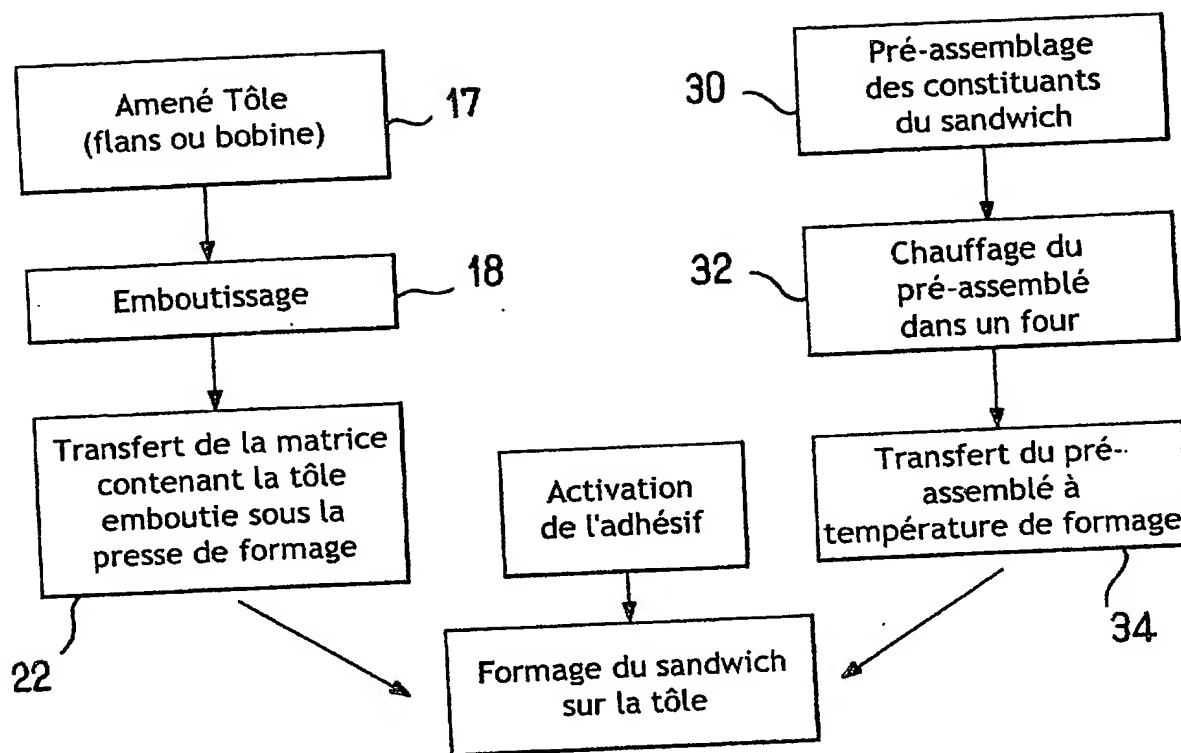 Amené Tôle
(flans ou bobine)
17
Emboutissage
18
Transfert de la matrice
contenant la tôle
emboutie sous la
presse de formage
22
Activation
de l'adhésif
Formage du sandwich
sur la tôle
30
Pré-assemblage
des constituants
du sandwich
32
Chauffage du
pré-assemblé
dans un four
Transfert du pré-
assemblé à
température de formage
34